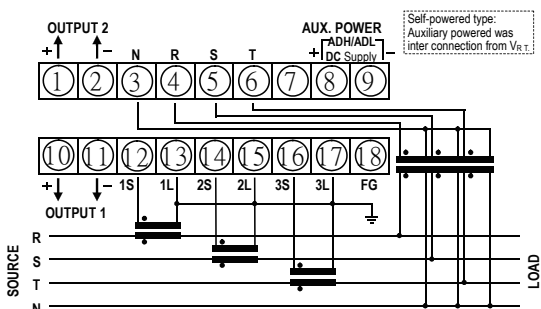 OUTPUT 2
+ –
AUX. POWER
ADH/ADL
+ DC Supply –
Self-powered type:
Auxiliary powered was
inter connection from VR T.
N R S T
1 2 3 4 5 6 7 8 9
10 11 12 13 14 15 16 17 18
+ – 1S 1L 2S 2L 3S 3L FG
OUTPUT 1
SOURCE
R
S
T
N
LOAD